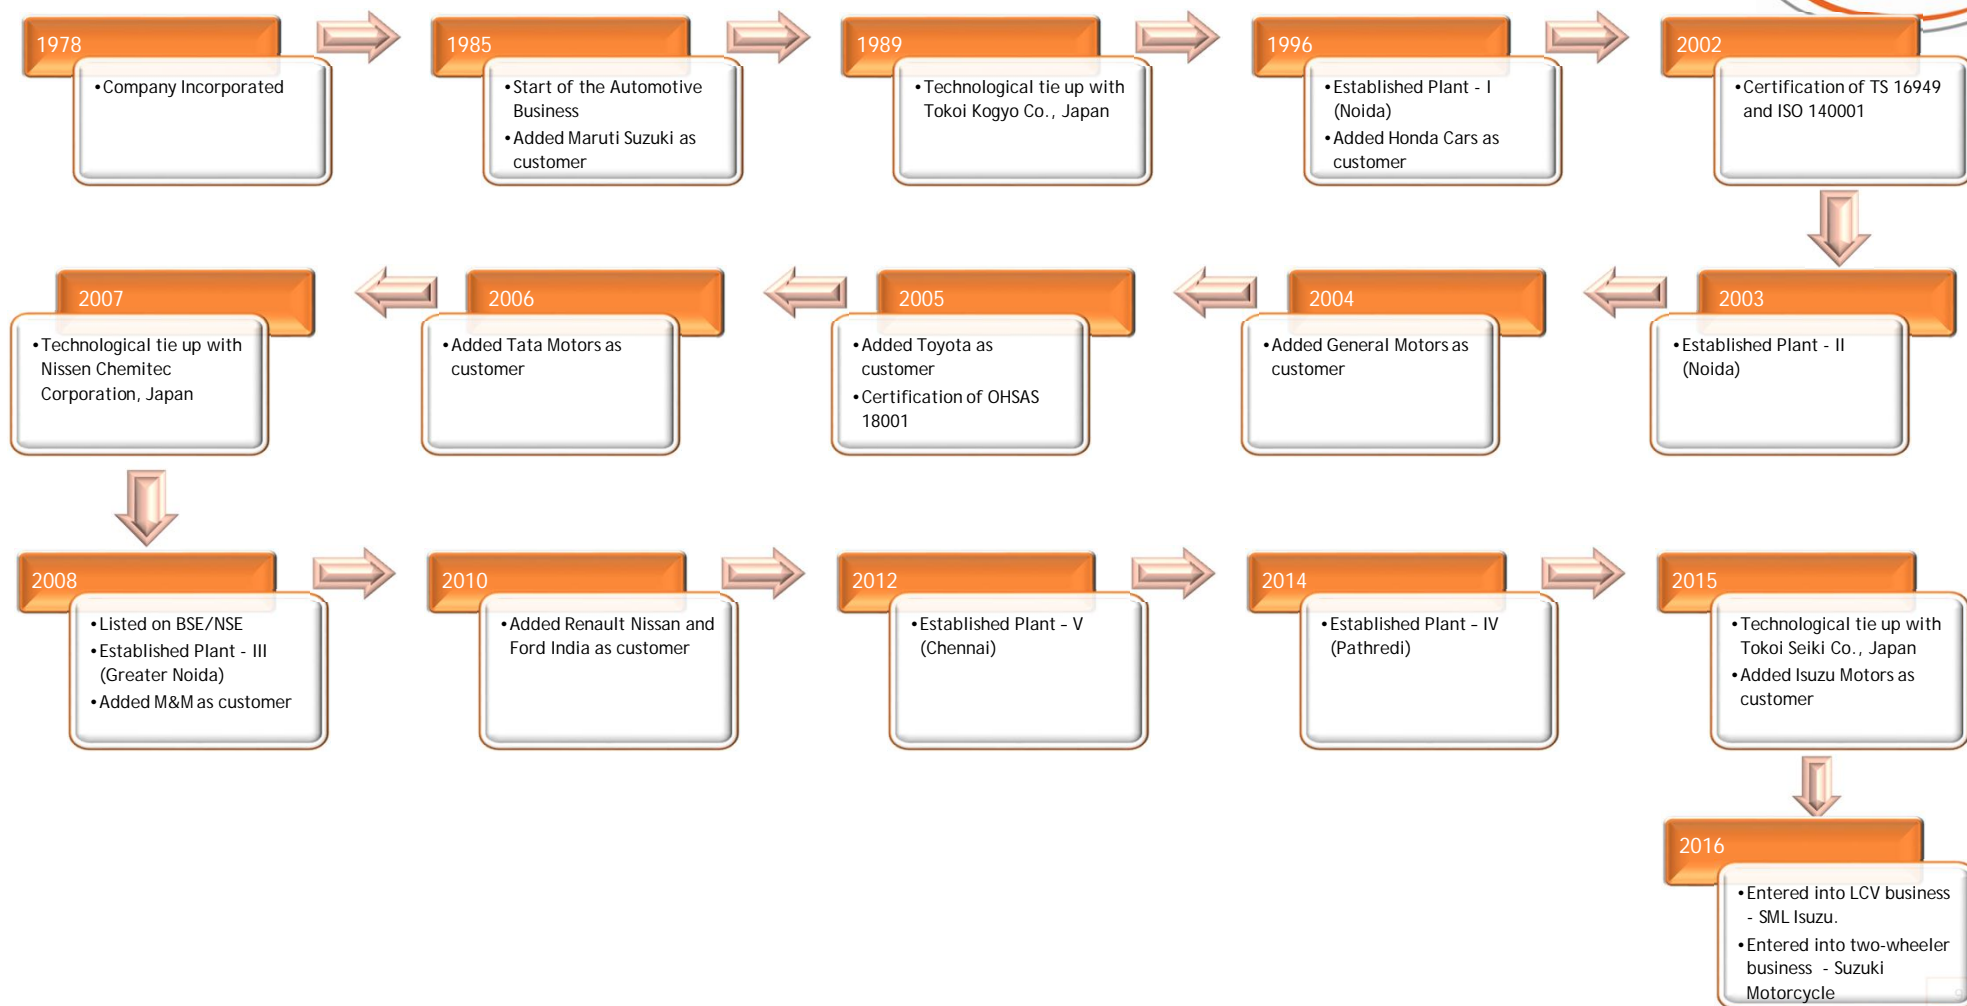 1978
• Company Incorporated
1985
• Start of the Automotive
Business
• Added Maruti Suzuki as
customer
1989
• Technological tie up with
Tokoi Kogyo Co., Japan
1996
• Established Plant - I
(Noida)
• Added Honda Cars as
customer
2002
• Certification of TS 16949
and ISO 140001
2003
• Established Plant - II
(Noida)
2004
• Added General Motors as
customer
2005
• Added Toyota as
customer
• Certification of OHSAS
18001
2006
• Added Tata Motors as
customer
2007
• Technological tie up with
Nissen Chemitec
Corporation, Japan
2008
• Listed on BSE/NSE
• Established Plant - III
(Greater Noida)
• Added M&M as customer
2010
• Added Renault Nissan and
Ford India as customer
2012
• Established Plant – V
(Chennai)
2014
• Established Plant – IV
(Pathredi)
2015
• Technological tie up with
Tokoi Seiki Co., Japan
• Added Isuzu Motors as
customer
2016
• Entered into LCV business
- SML Isuzu.
• Entered into two-wheeler
business - Suzuki
Motorcycle